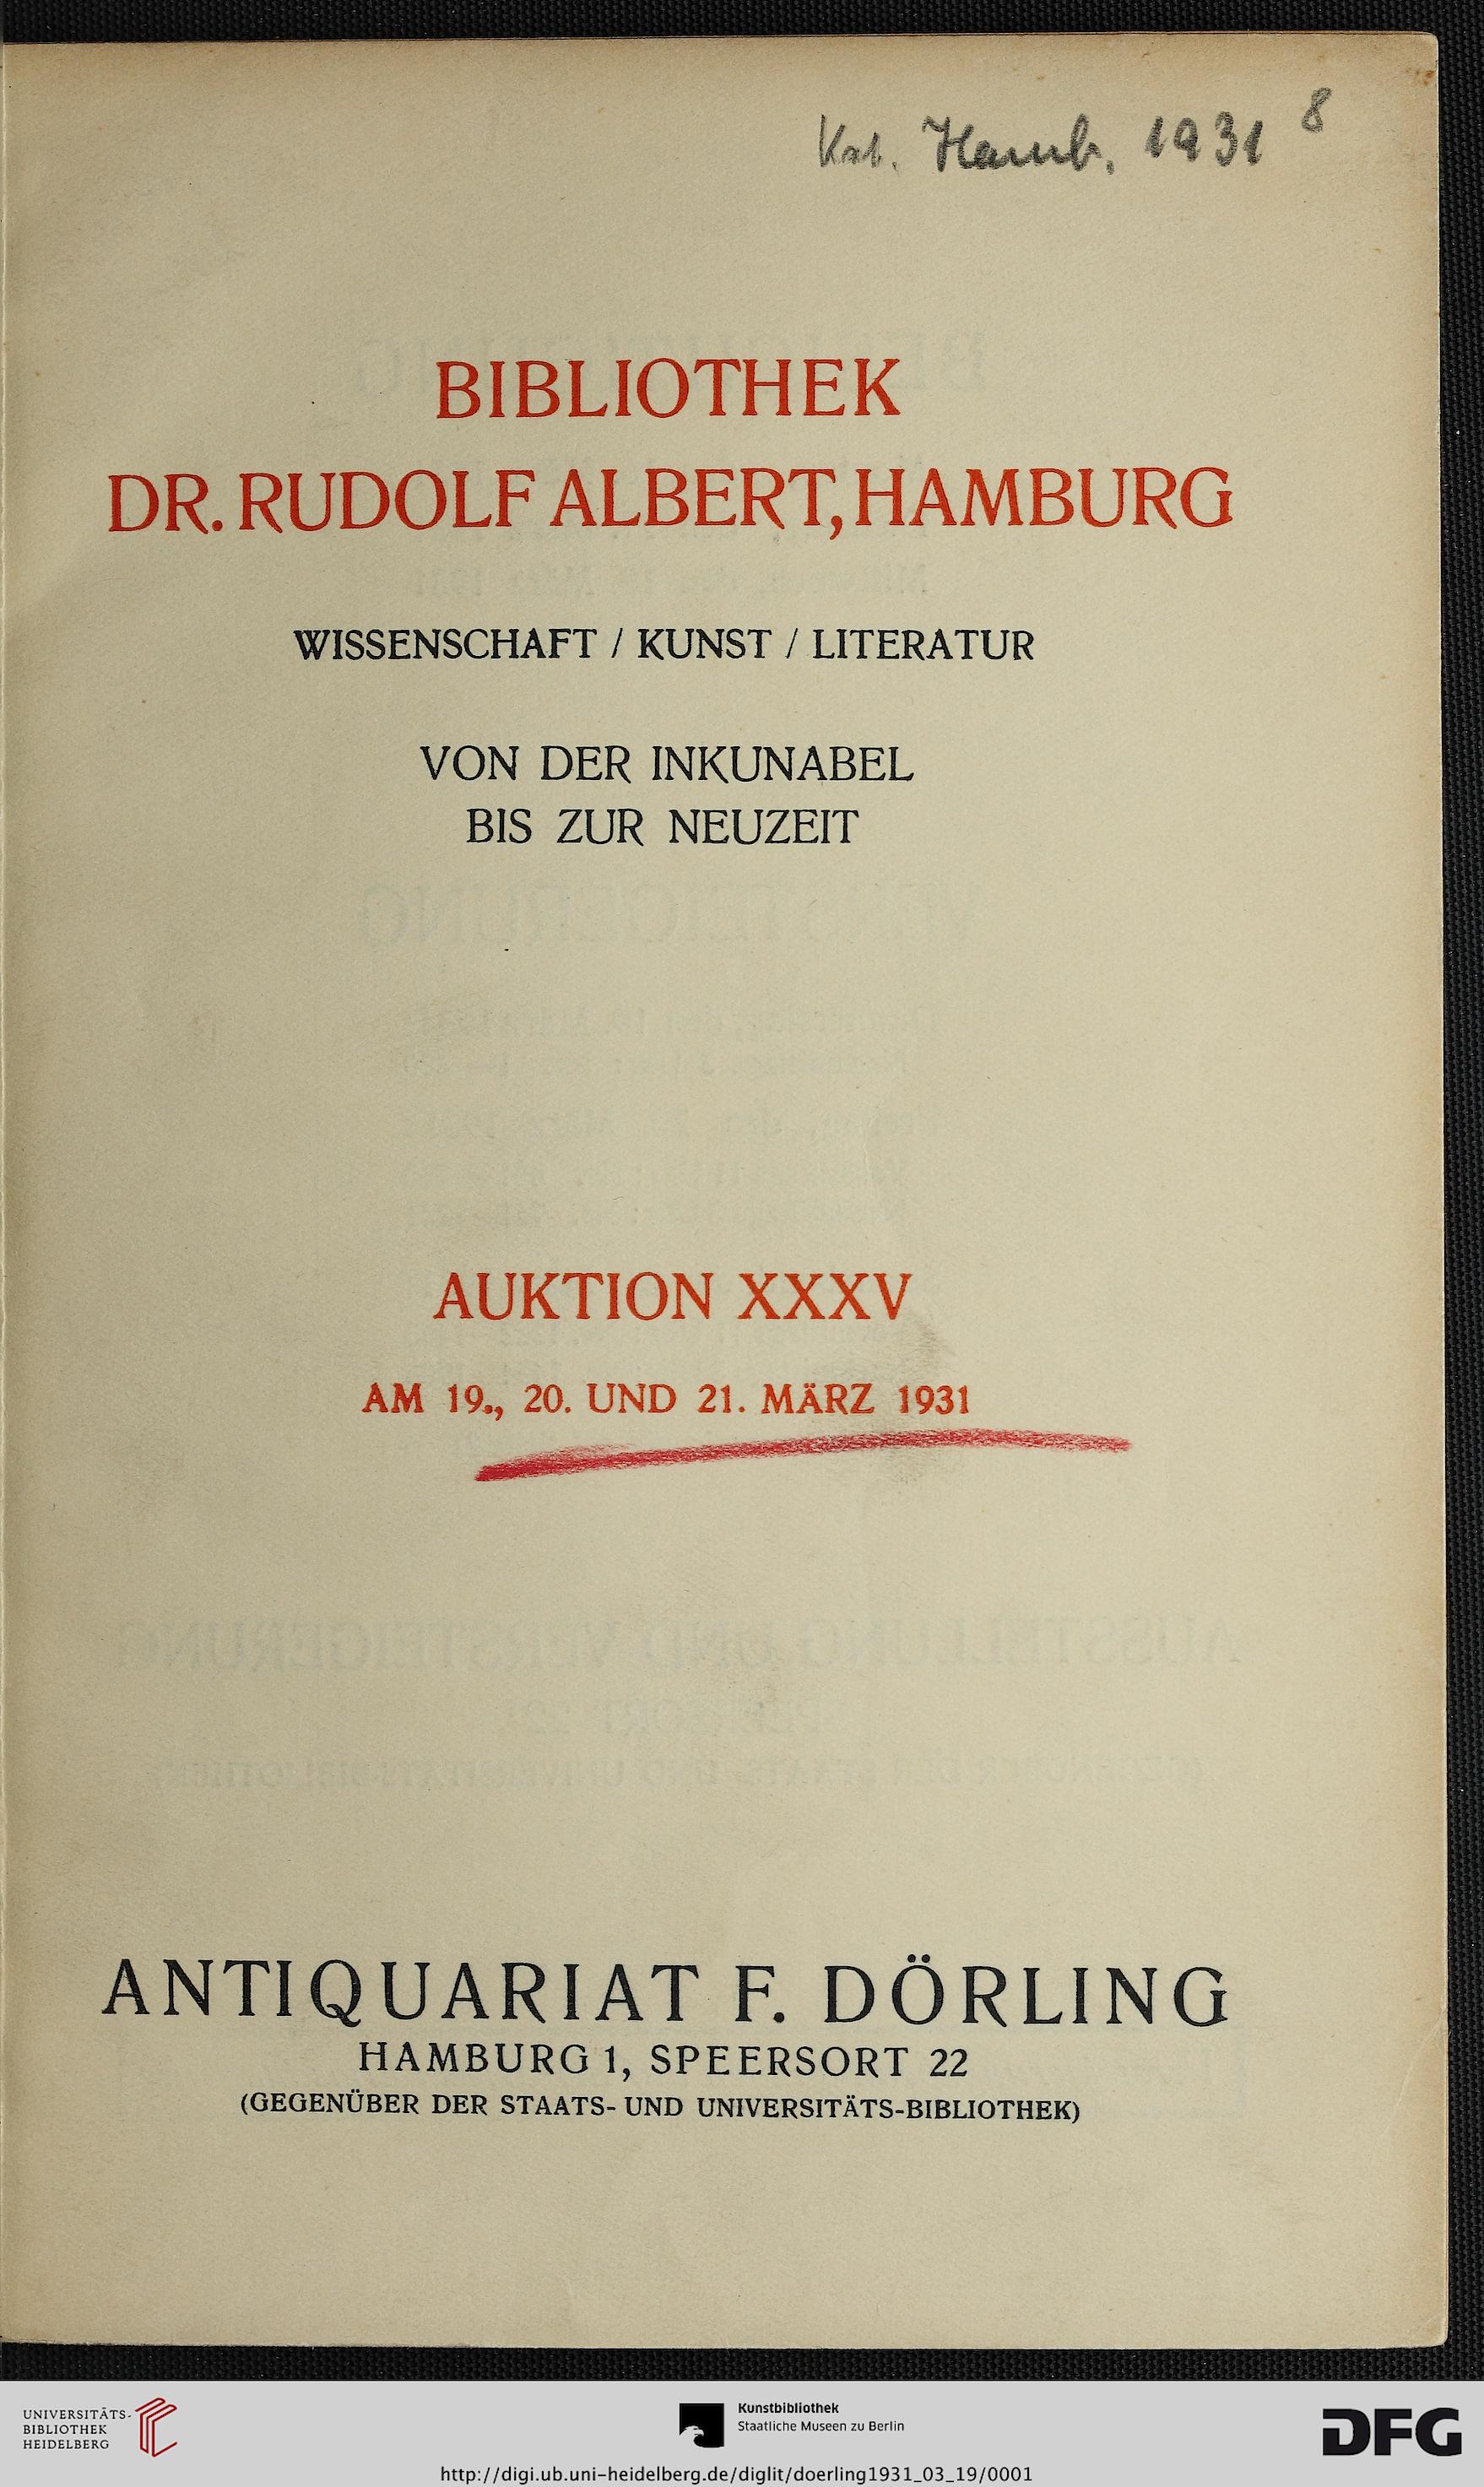 Kat. Hamb. 1931 8
BIBLIOTHEK
DR. RUDOLF ALBERT, HAMBURG
WISSENSCHAFT / KUNST / LITERATUR
VON DER INKUNABEL
BIS ZUR NEUZEIT
AUKTION XXXV
AM 19., 20. UND 21. MÄRZ 1931
ANTIQUARIAT F. DÖRLING
HAMBURG 1, SPEERSORT 22
(GEGENÜBER DER STAATS- UND UNIVERSITÄTS-BIBLIOTHEK)
UNIVERSITÄTS-
BIBLIOTHEK
HEIDELBERG
Kunstbibliothek
Staatliche Museen zu Berlin
DFG
http://digi.ub.uni-heidelberg.de/diglit/doerling1931_03_19/0001